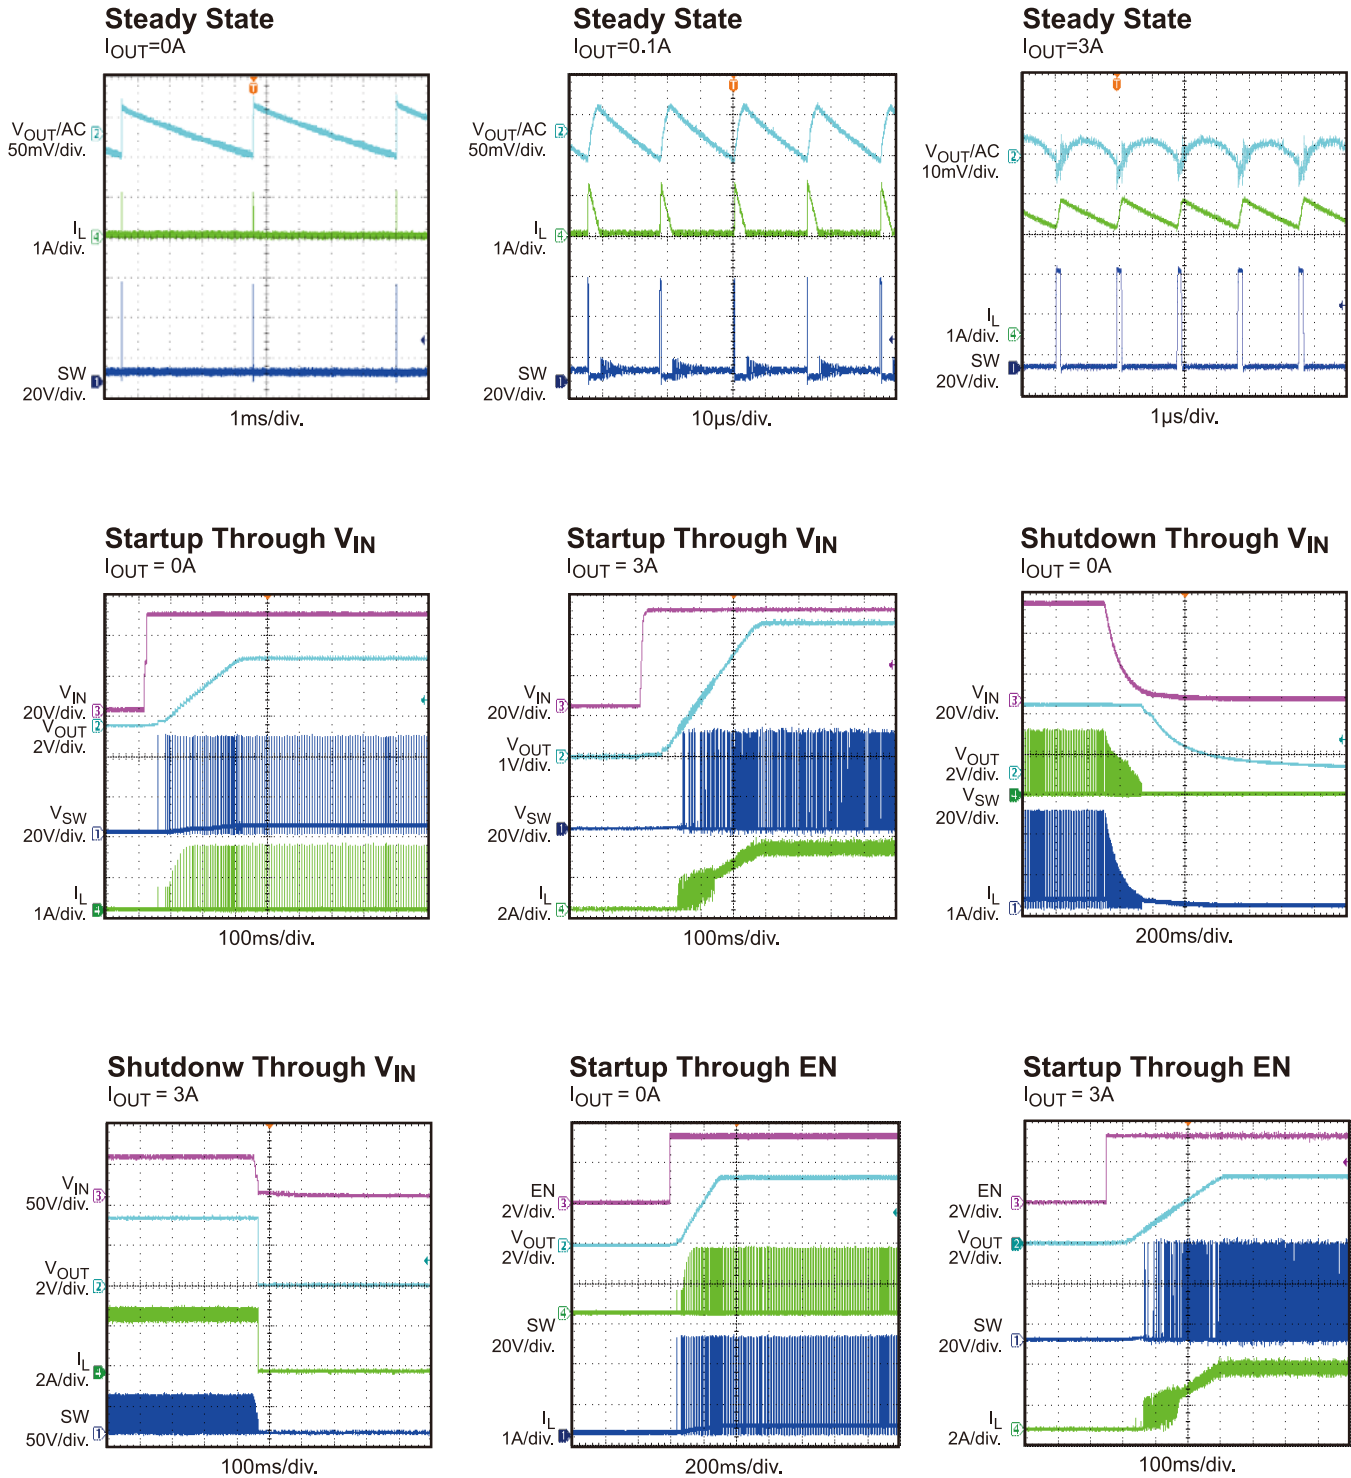 Steady State
IOUT=0A
VOUT/AC
50mV/div.
IL
1A/div.
SW
20V/div.
1ms/div.
Steady State
IOUT=0.1A
VOUT/AC
50mV/div.
IL
1A/div.
SW
20V/div.
10µs/div.
Steady State
IOUT=3A
VOUT/AC
10mV/div.
IL
1A/div.
SW
20V/div.
1µs/div.
Startup Through VIN
IOUT = 0A
VIN
20V/div.
VOUT
2V/div.
VSW
20V/div.
IL
1A/div.
100ms/div.
Startup Through VIN
IOUT = 3A
VIN
20V/div.
VOUT
1V/div.
VSW
20V/div.
IL
2A/div.
100ms/div.
Shutdown Through VIN
IOUT = 0A
VIN
20V/div.
VOUT
2V/div.
VSW
20V/div.
IL
1A/div.
200ms/div.
Shutdonw Through VIN
IOUT = 3A
VIN
50V/div.
VOUT
2V/div.
IL
2A/div.
SW
50V/div.
100ms/div.
Startup Through EN
IOUT = 0A
EN
2V/div.
VOUT
2V/div.
SW
20V/div.
IL
1A/div.
200ms/div.
Startup Through EN
IOUT = 3A
EN
2V/div.
VOUT
2V/div.
SW
20V/div.
IL
2A/div.
100ms/div.